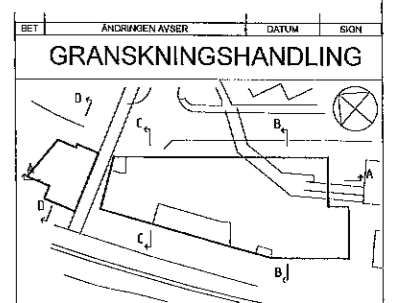 BET ÄNDRINGEN AVSER DATUM SIGN
GRANSKNINGSHANDLING
D
C B
A A
D
C
B